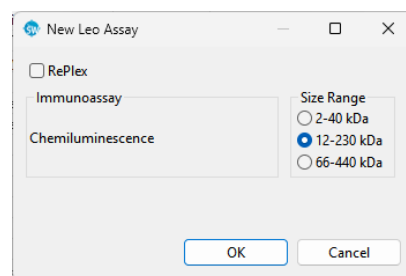 New Leo Assay
RePlex
Immunoassay
Chemiluminescence
Size Range
2-40 kDa
12-230 kDa
66-440 kDa
OK
Cancel